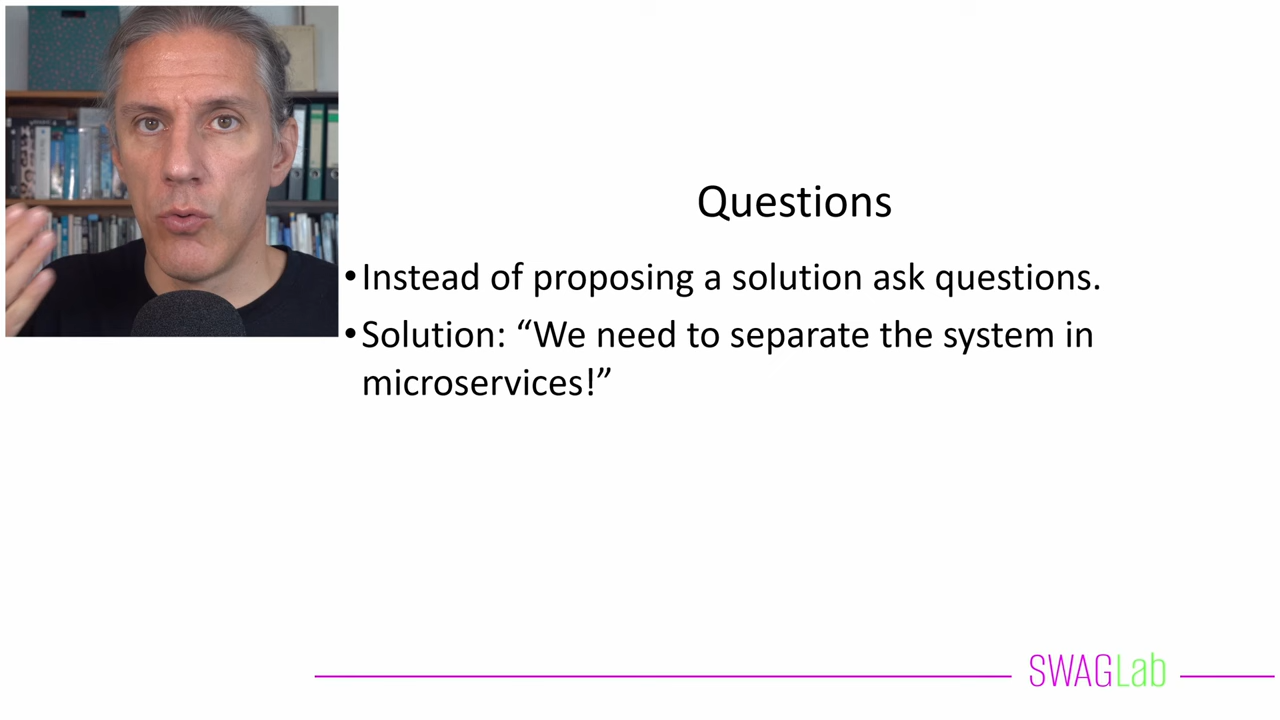 Questions
•Instead of proposing a solution ask questions.
•Solution: “We need to separate the system in
microservices!”
SWAGLab